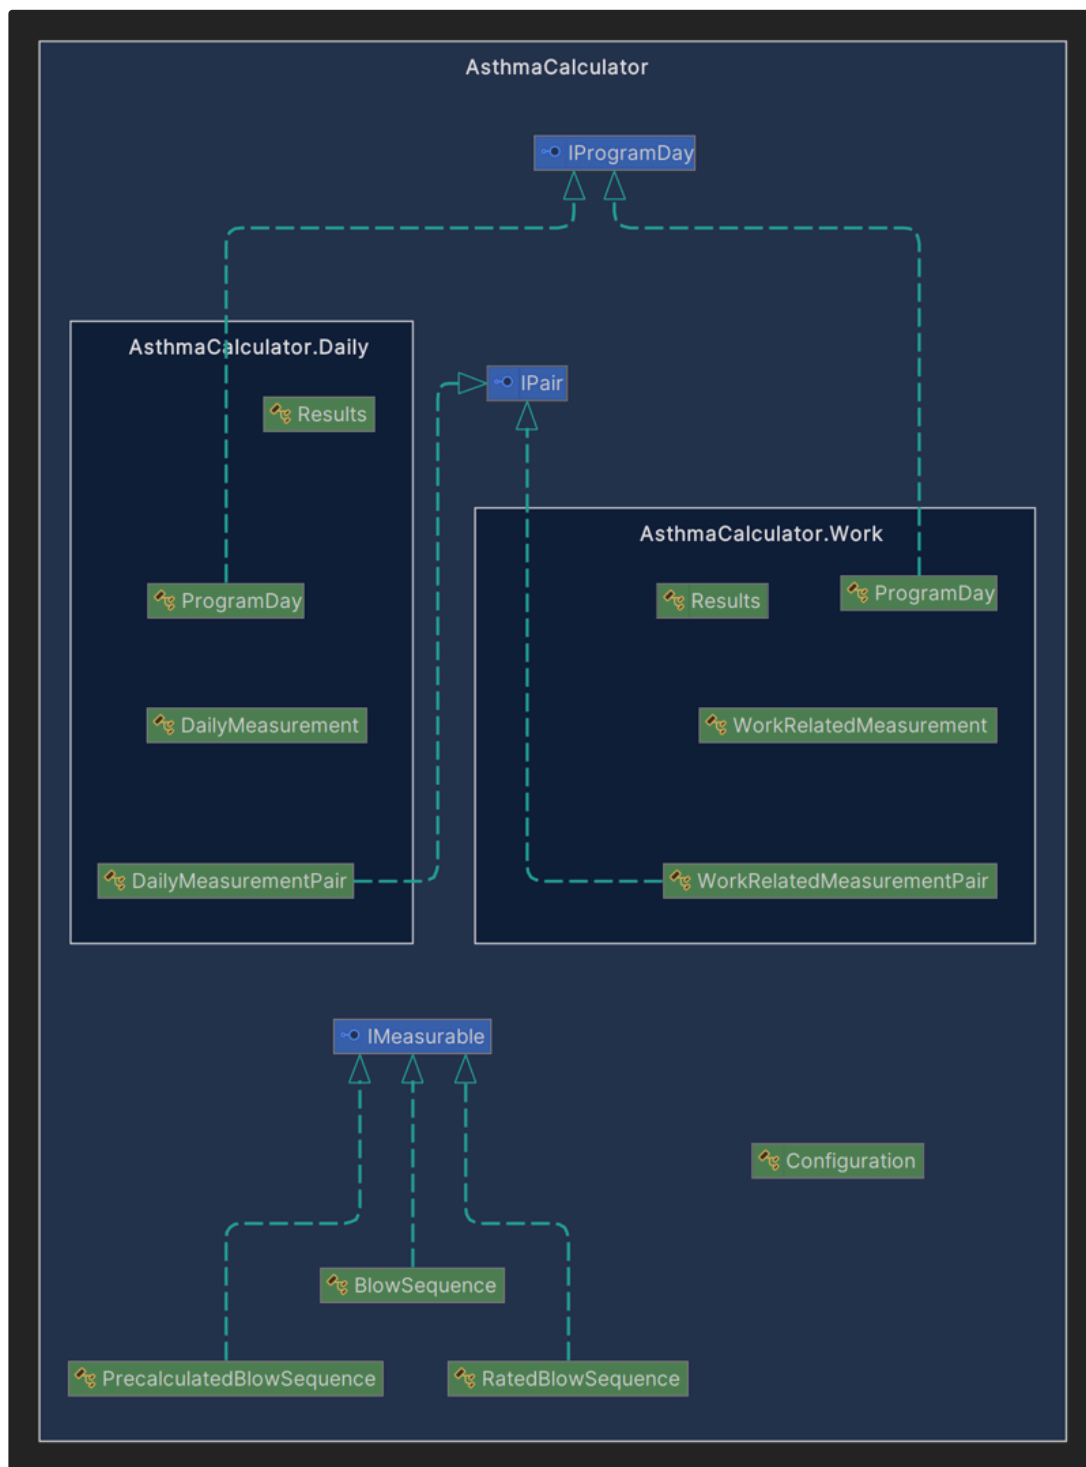 AsthmaCalculator
IProgramDay
AsthmaCalculator.Daily
IPair
Results
AsthmaCalculator.Work
ProgramDay
Results
ProgramDay
DailyMeasurement
WorkRelatedMeasurement
DailyMeasurementPair
WorkRelatedMeasurementPair
IMeasurable
Configuration
BlowSequence
PrecalculatedBlowSequence
RatedBlowSequence